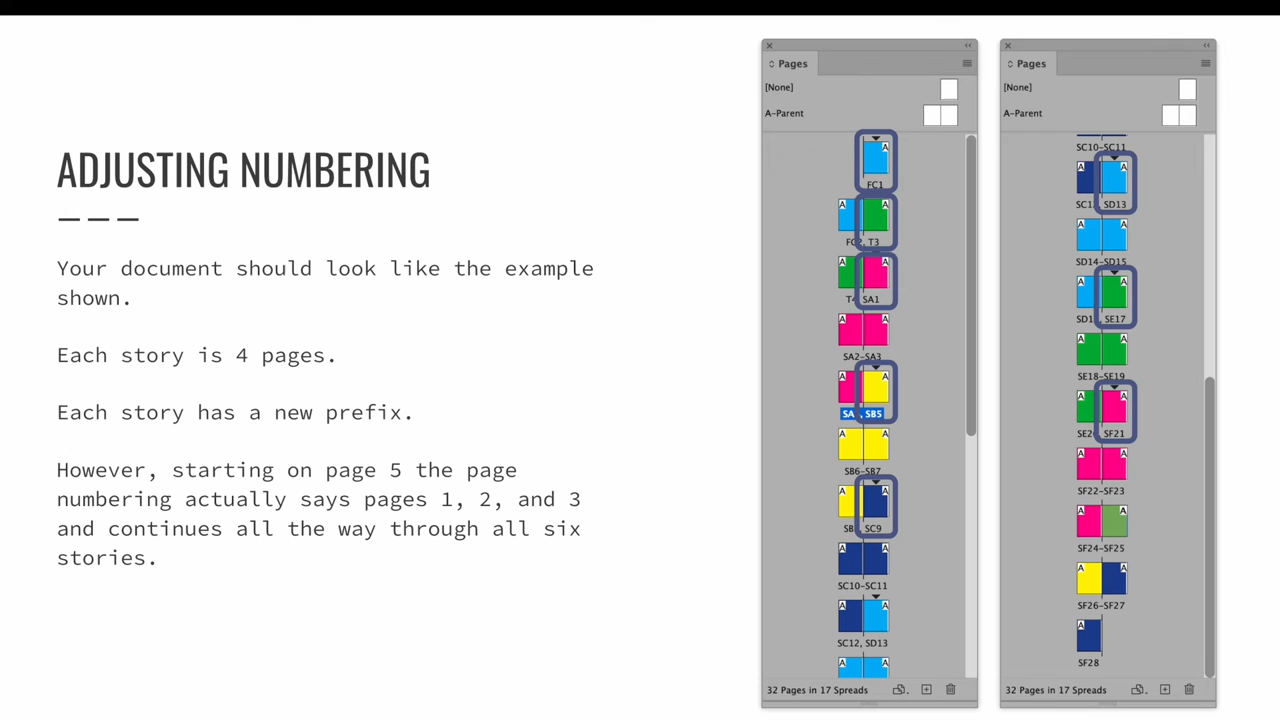 ADJUSTING NUMBERING
Your document should look like the example
shown.
Each story is 4 pages.
Each story has a new prefix.
However, starting on page 5 the page
numbering actually says pages 1, 2, and 3
and continues all the way through all six
stories.
Pages
[None]
A-Parent
A
FC1
A A
T3
A A
SA1
A A
SA2-SA3
A A
SB5
A A
SB6-SB7
A A
SC9
A A
SC10-SC11
A A
SC12, SD13
A A
32 Pages in 17 Spreads
Pages
[None]
A-Parent
SC10-SC11
A A
SD13
A A
SD14-SD15
A A
SE17
A A
SE18-SE19
A A
SF21
A A
SF22-SF23
A A
SF24-SF25
A A
SF26-SF27
A
SF28
32 Pages in 17 Spreads